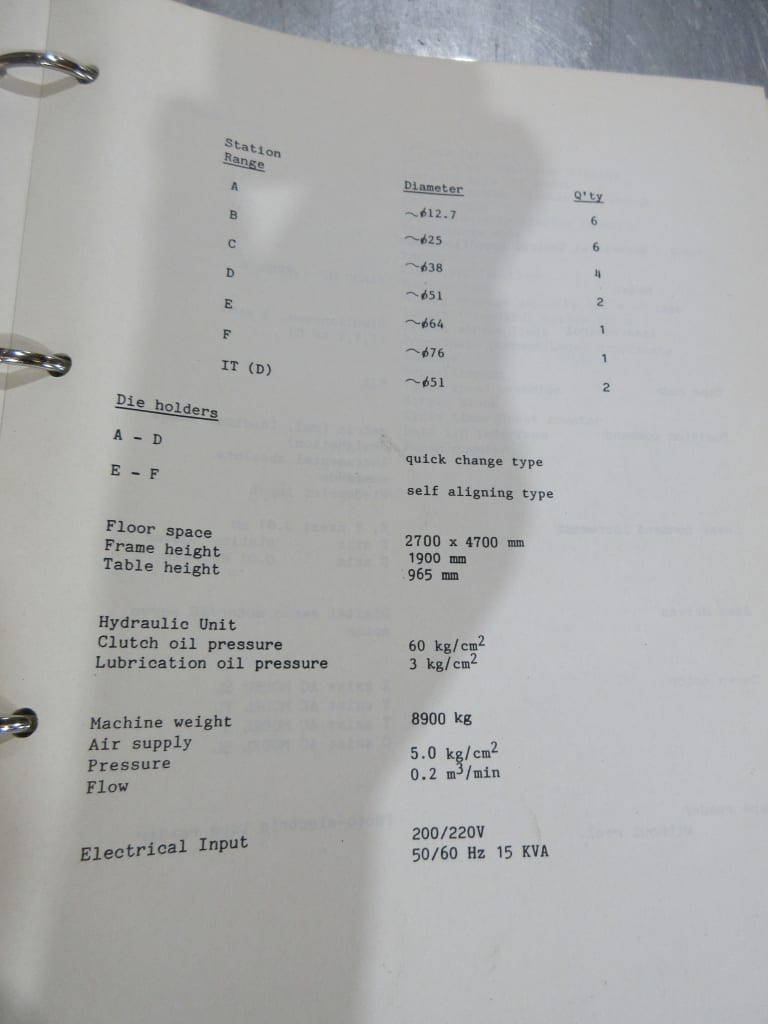 Station
Range Diameter Q'ty
A ~ø12.7 6
B ~ø25 6
C ~ø38 4
D ~ø51 2
E ~ø64 1
F ~ø76 1
IT (D) ~ø51 2
Die holders
A - D quick change type
E - F self aligning type
Floor space 2700 x 4700 mm
Frame height 1900 mm
Table height 965 mm
Hydraulic Unit
Clutch oil pressure 60 kg/cm²
Lubrication oil pressure 3 kg/cm²
Machine weight 8900 kg
Air supply
Pressure 5.0 kg/cm²
Flow 0.2 m³/min
Electrical Input 200/220V
50/60 Hz 15 KVA